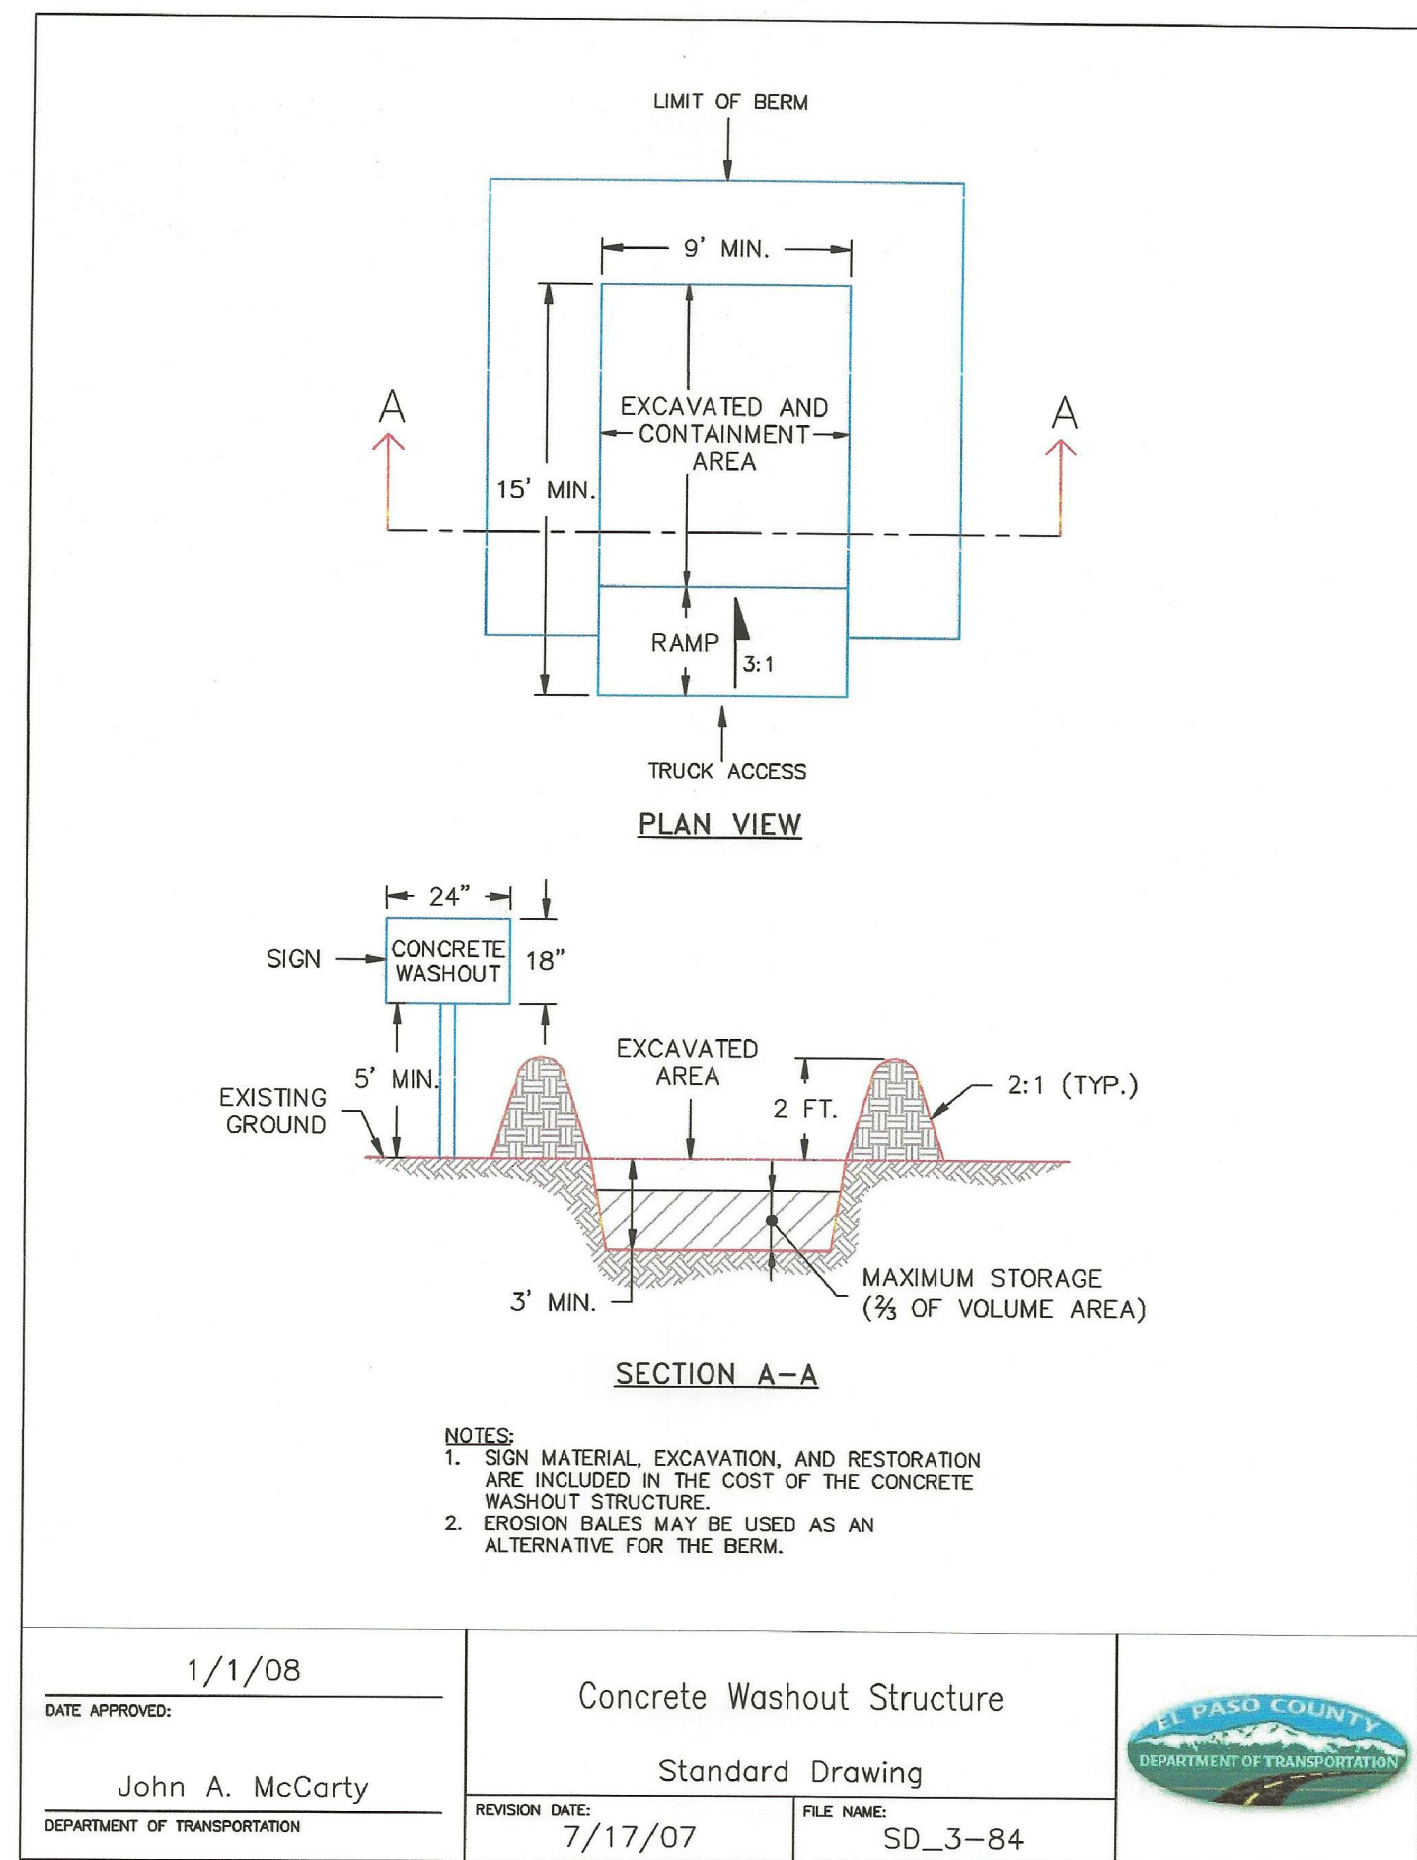 LIMIT OF BERM
9' MIN.
A
A
EXCAVATED AND
CONTAINMENT
AREA
15' MIN.
RAMP
3:1
TRUCK ACCESS
PLAN VIEW
24"
SIGN
CONCRETE
WASHOUT
18"
EXCAVATED
AREA
5' MIN.
2 FT.
2:1 (TYP.)
EXISTING
GROUND
3' MIN.
MAXIMUM STORAGE
(⅔ OF VOLUME AREA)
SECTION A-A
NOTES:
1. SIGN MATERIAL, EXCAVATION, AND RESTORATION
ARE INCLUDED IN THE COST OF THE CONCRETE
WASHOUT STRUCTURE.
2. EROSION BALES MAY BE USED AS AN
ALTERNATIVE FOR THE BERM.
1/1/08
DATE APPROVED:
John A. McCarty
DEPARTMENT OF TRANSPORTATION
Concrete Washout Structure
Standard Drawing
REVISION DATE:
7/17/07
FILE NAME:
SD_3-84
EL PASO COUNTY
DEPARTMENT OF TRANSPORTATION